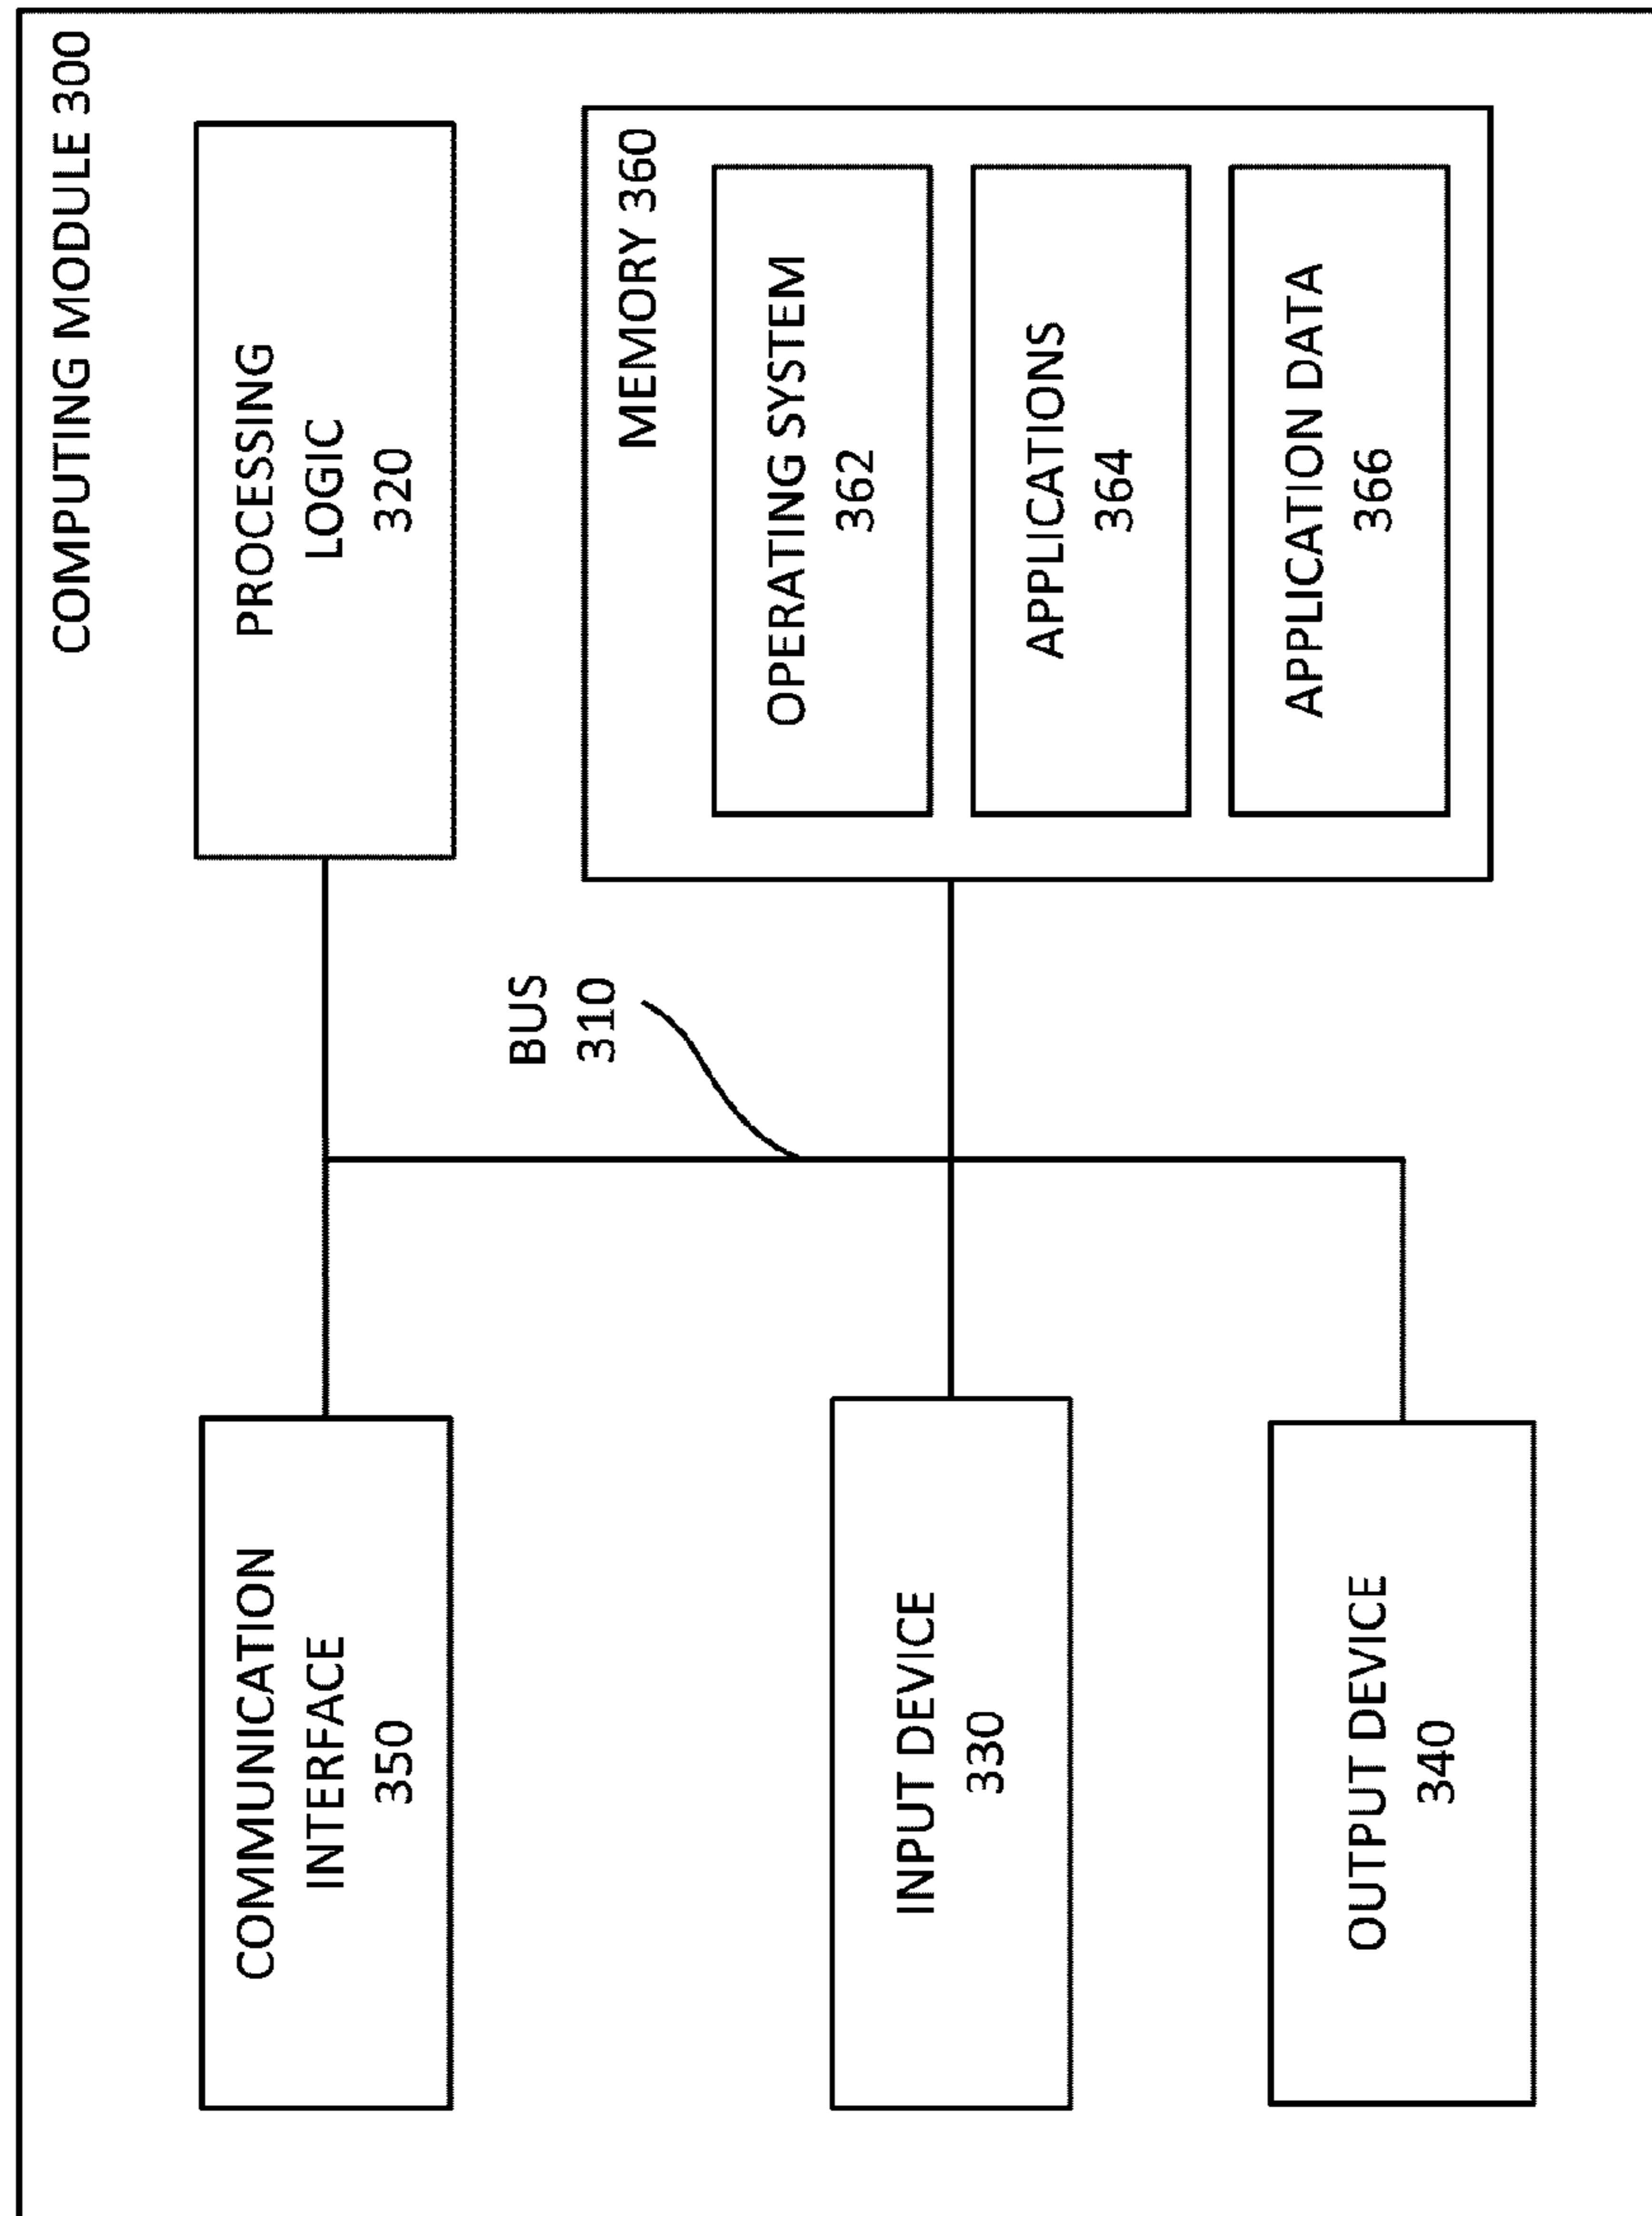 COMPUTING MODULE 300
COMMUNICATION
INTERFACE
350
PROCESSING
LOGIC
320
BUS
310
MEMORY 360
OPERATING SYSTEM
362
APPLICATIONS
364
APPLICATION DATA
366
INPUT DEVICE
330
OUTPUT DEVICE
340